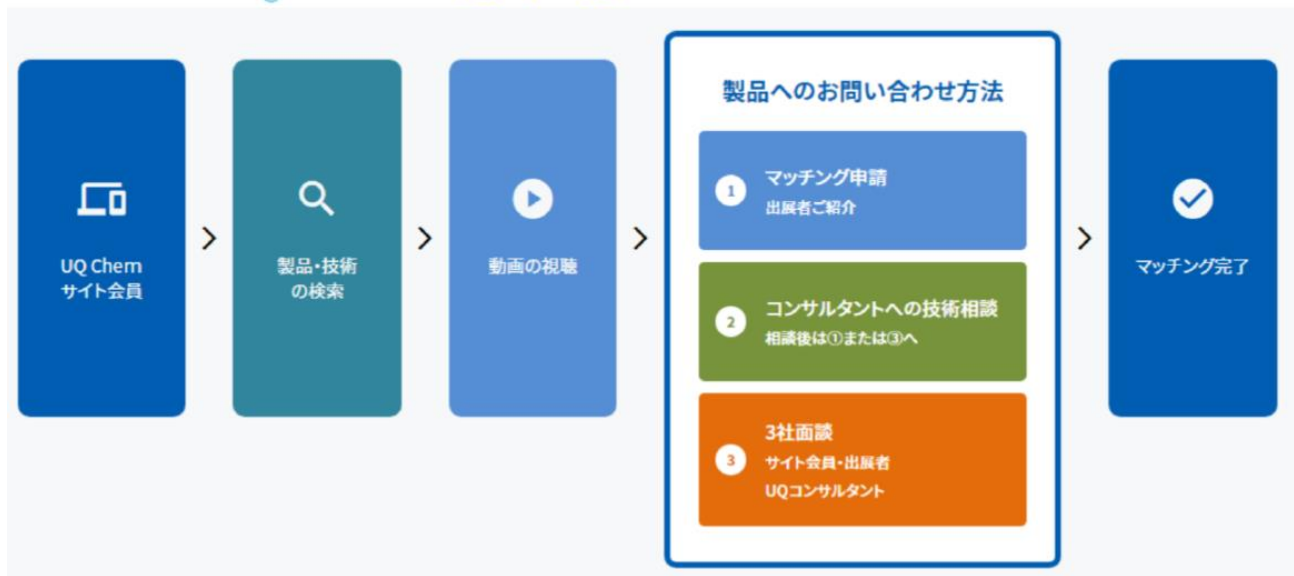 UQ Chem
サイト会員
製品・技術
の検索
動画の視聴
製品へのお問い合わせ方法
1
マッチング申請
出展者ご紹介
2
コンサルタントへの技術相談
相談後は①または③へ
3
3社面談
サイト会員・出展者
UQコンサルタント
マッチング完了